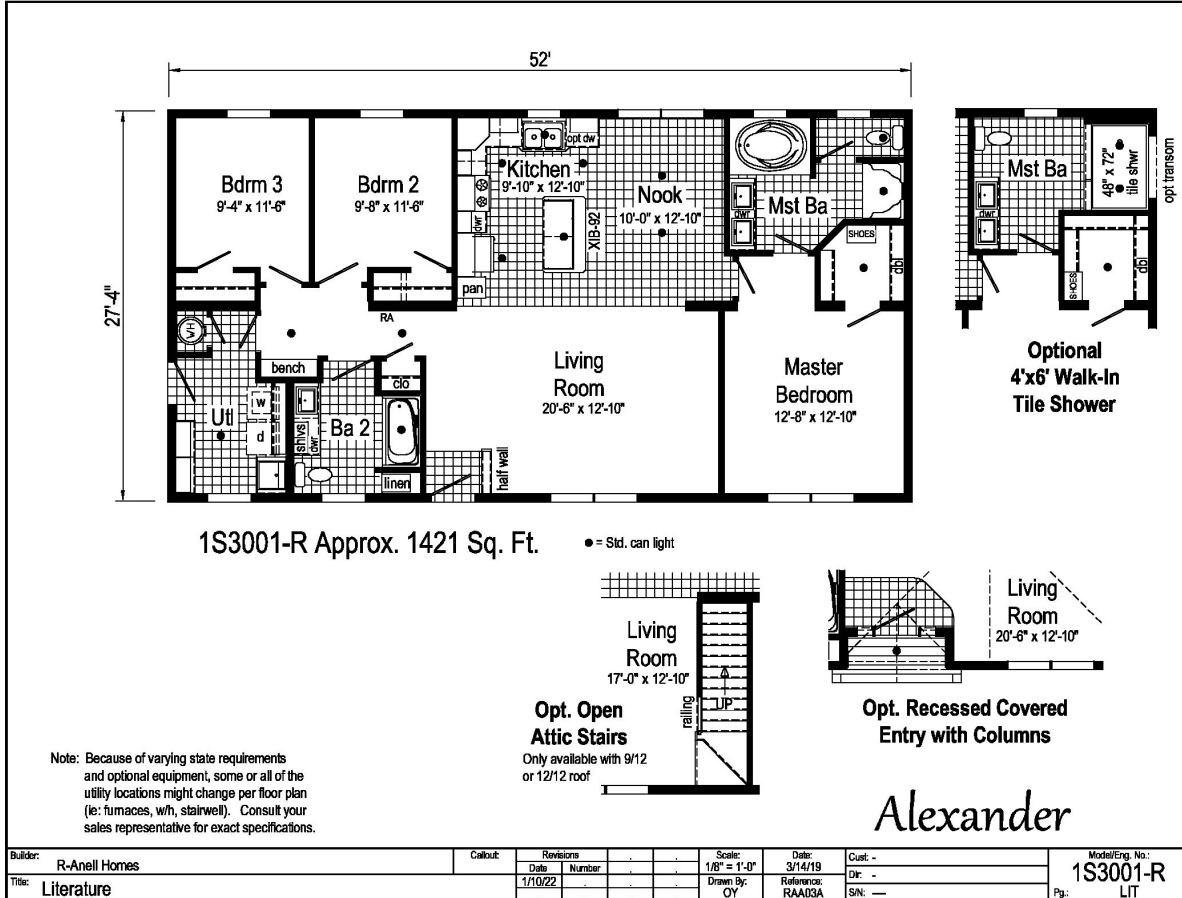 52'
27'-4"
Bdrm 3
9'-4" x 11'-6"
Bdrm 2
9'-8" x 11'-6"
Kitchen
9'-10" x 12'-10"
opt dw
dwr
pan
XIB-92
Nook
10'-0" x 12'-10"
Mst Ba
dwr
SHOES
dbl
W/H
RA
bench
clo
Utl
w
d
Ba 2
shlvs
dwr
linen
half wall
Living
Room
20'-6" x 12'-10"
Master
Bedroom
12'-8" x 12'-10"
Mst Ba
dwr
48" x 72"
tile shwr
opt transom
SHOES
dbl
Optional
4'x6' Walk-In
Tile Shower
1S3001-R Approx. 1421 Sq. Ft.
= Std. can light
Living
Room
17'-0" x 12'-10"
railing
UP
Opt. Open
Attic Stairs
Only available with 9/12
or 12/12 roof
Living
Room
20'-6" x 12'-10"
Opt. Recessed Covered
Entry with Columns
Note: Because of varying state requirements
and optional equipment, some or all of the
utility locations might change per floor plan
(ie: furnaces, w/h, stairwell). Consult your
sales representative for exact specifications.
Alexander
Builder: R-Anell Homes
Title: Literature
Callout:
Revisions
Date Number
1/10/22
Scale:
1/8" = 1'-0"
Drawn By:
OY
Date:
3/14/19
Reference:
RAA03A
Cust: -
Dir: -
S/N: —
Model/Eng. No.:
1S3001-R
Pg.: LIT